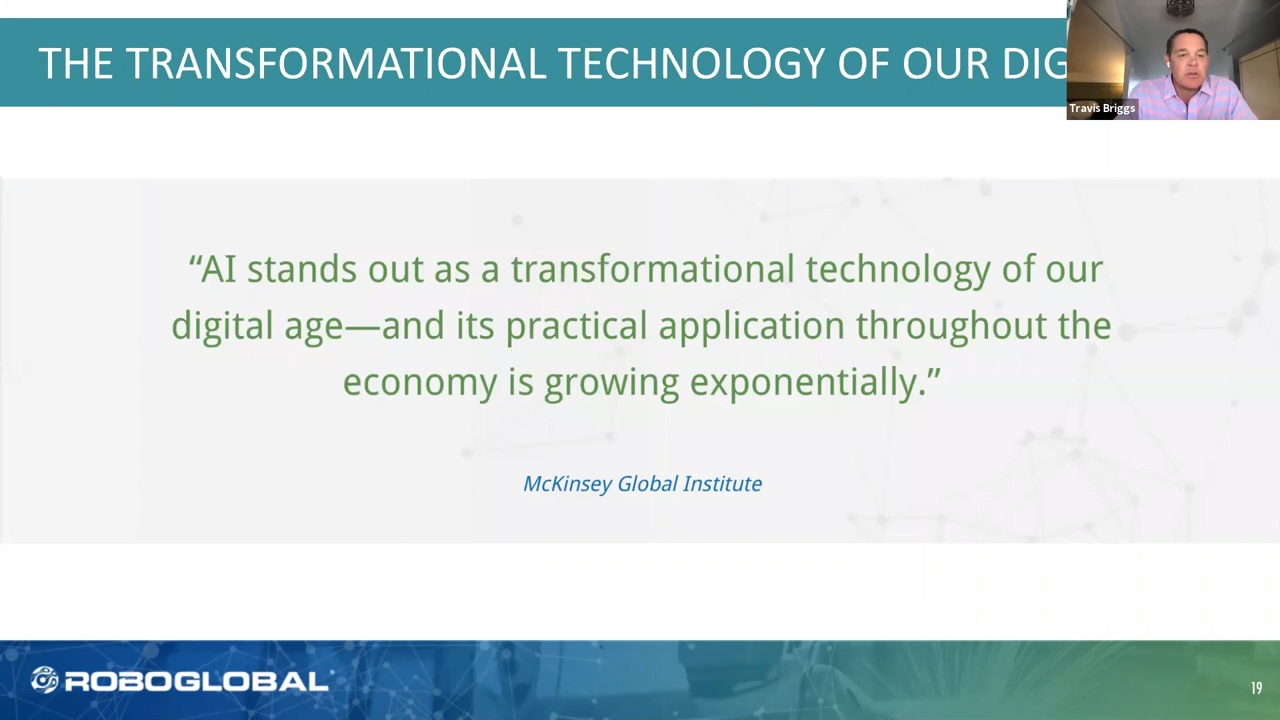 THE TRANSFORMATIONAL TECHNOLOGY OF OUR DIG
Travis Briggs
“AI stands out as a transformational technology of our
digital age—and its practical application throughout the
economy is growing exponentially.”
McKinsey Global Institute
ROBOGLOBAL
19